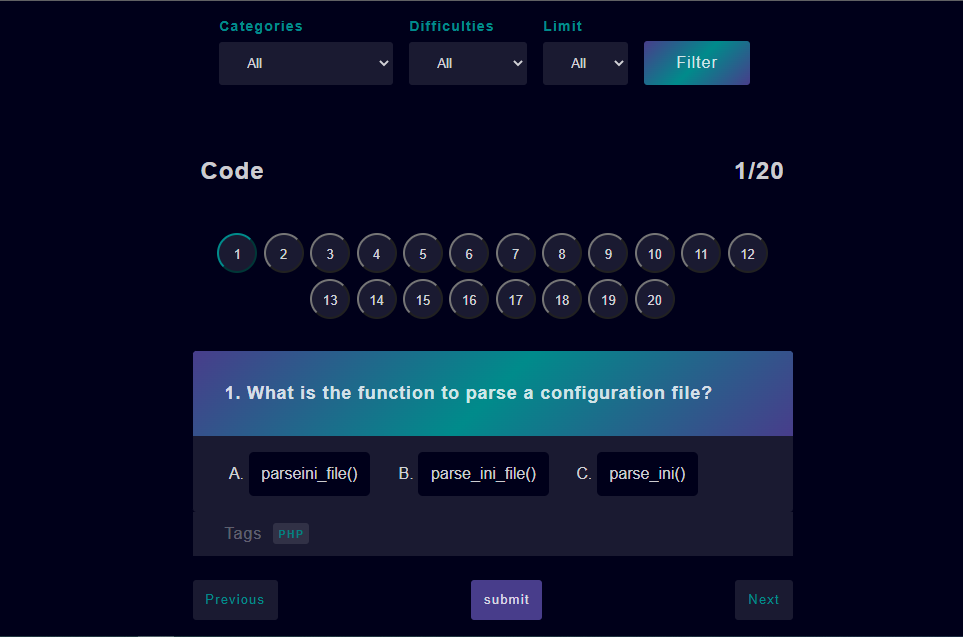 Categories Difficulties Limit
All All All Filter
Code 1/20
1 2 3 4 5 6 7 8 9 10 11 12
13 14 15 16 17 18 19 20
1. What is the function to parse a configuration file?
A. parseini_file() B. parse_ini_file() C. parse_ini()
Tags PHP
Previous submit Next